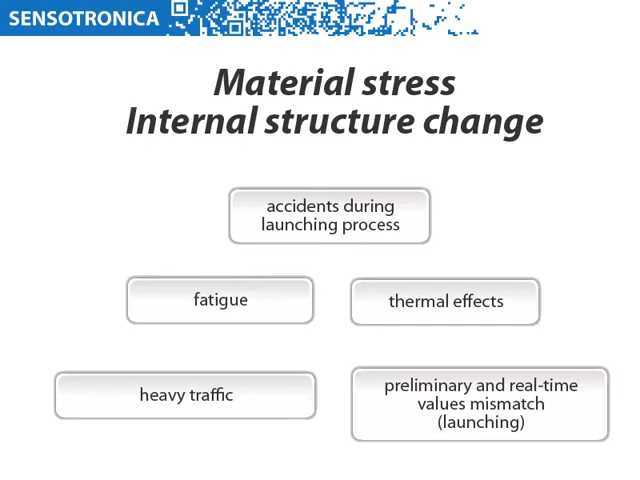 SENSOTRONICA
Material stress
Internal structure change
accidents during
launching process
fatigue
thermal effects
heavy traffic
preliminary and real-time
values mismatch
(launching)